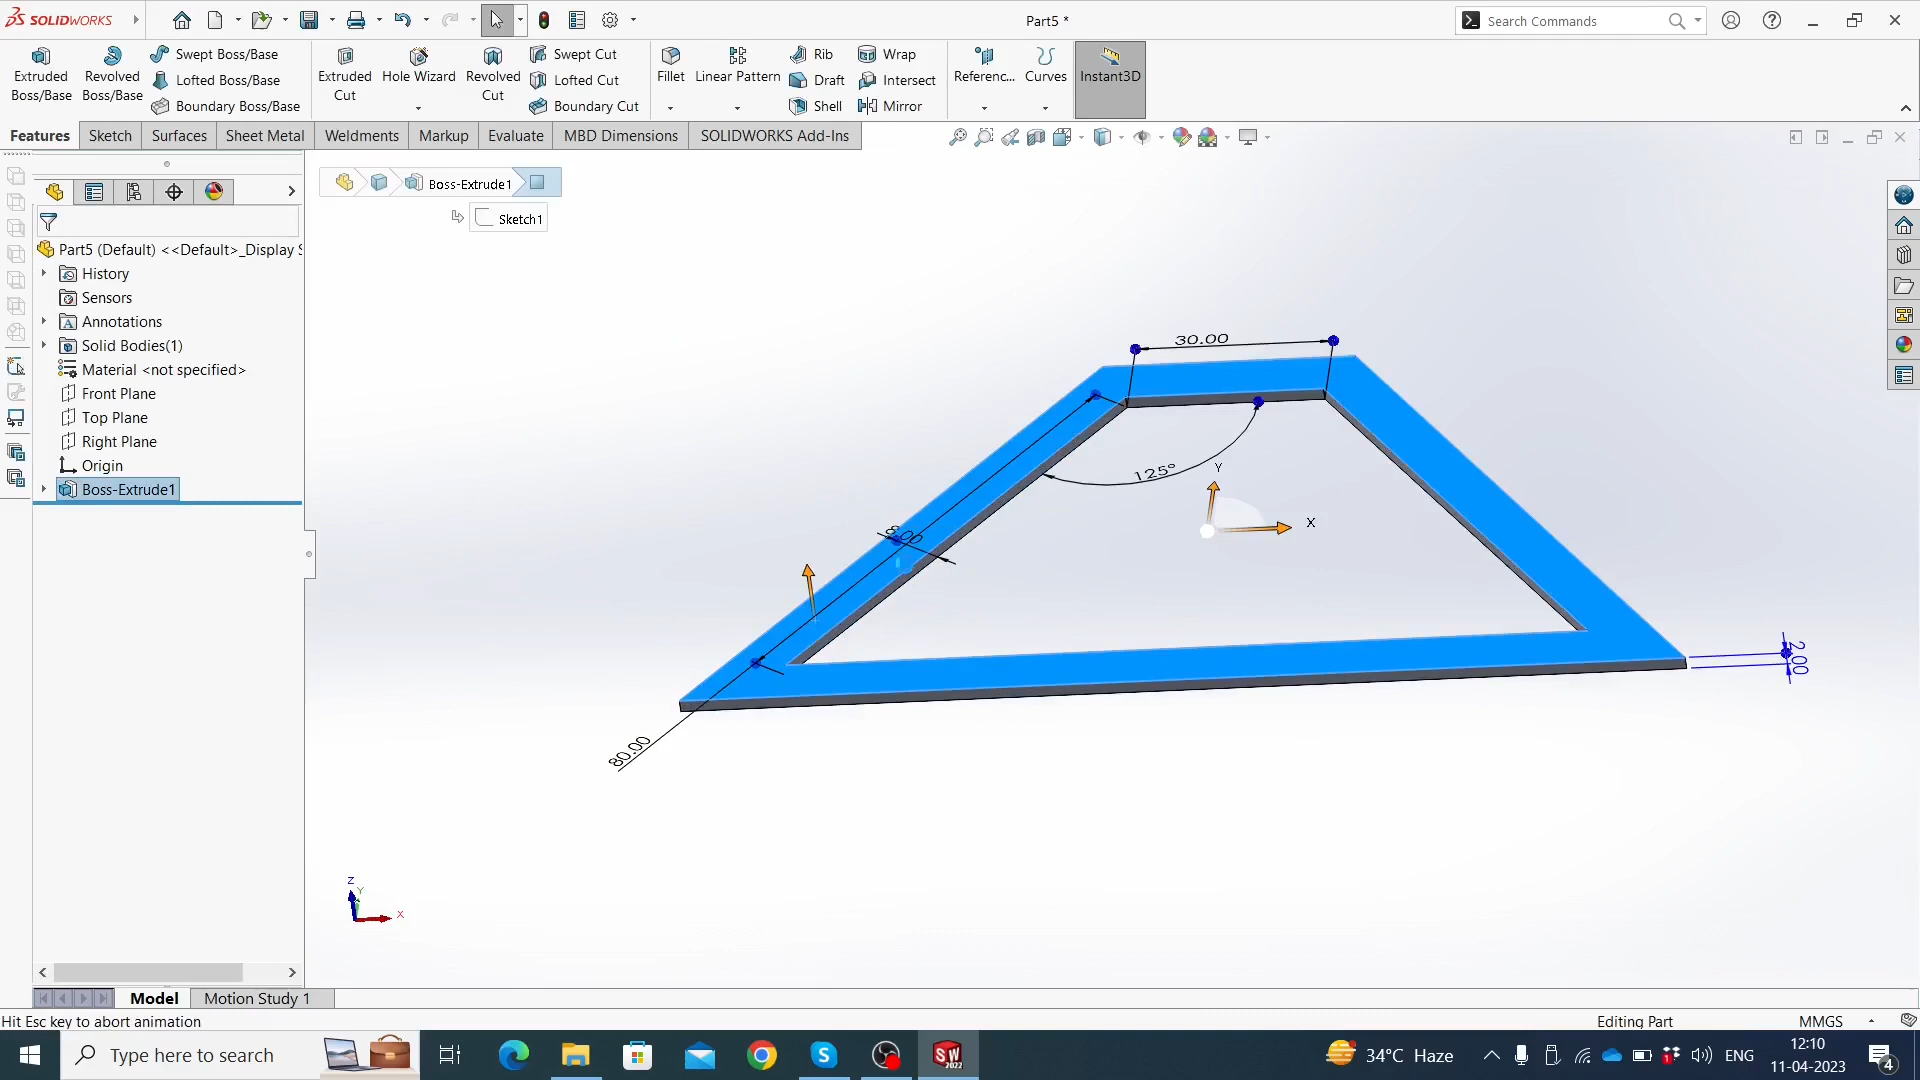 SOLIDWORKS
Part5 *
Search Commands
Extruded Boss/Base
Revolved Boss/Base
Swept Boss/Base
Lofted Boss/Base
Boundary Boss/Base
Extruded Cut
Hole Wizard
Revolved Cut
Swept Cut
Lofted Cut
Boundary Cut
Fillet
Linear Pattern
Rib
Draft
Shell
Wrap
Intersect
Mirror
Referenc...
Curves
Instant3D
Features
Sketch
Surfaces
Sheet Metal
Weldments
Markup
Evaluate
MBD Dimensions
SOLIDWORKS Add-Ins
Boss-Extrude1
Sketch1
Part5 (Default) <<Default>_Display S
History
Sensors
Annotations
Solid Bodies(1)
Material <not specified>
Front Plane
Top Plane
Right Plane
Origin
Boss-Extrude1
30.00
125°
Y
X
8.00
2.00
80.00
Z
Y
X
Model
Motion Study 1
Hit Esc key to abort animation
Editing Part
MMGS
Type here to search
SW
2022
34°C Haze
ENG
12:10
11-04-2023
4